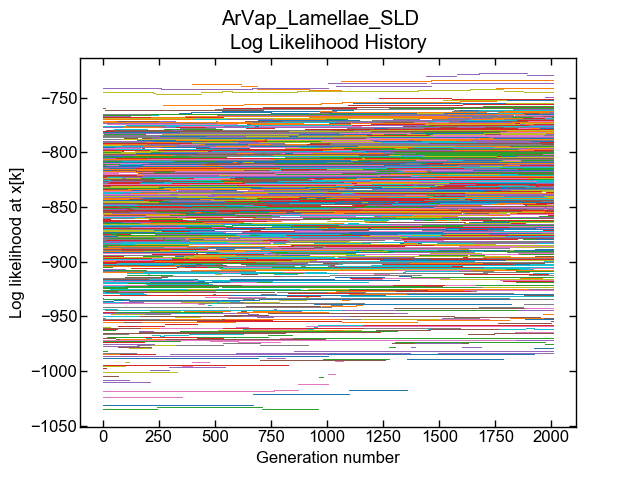 ArVap_Lamellae_SLD
Log Likelihood History
Log likelihood at x[k]
−750
−800
−850
−900
−950
−1000
−1050
0 250 500 750 1000 1250 1500 1750 2000
Generation number